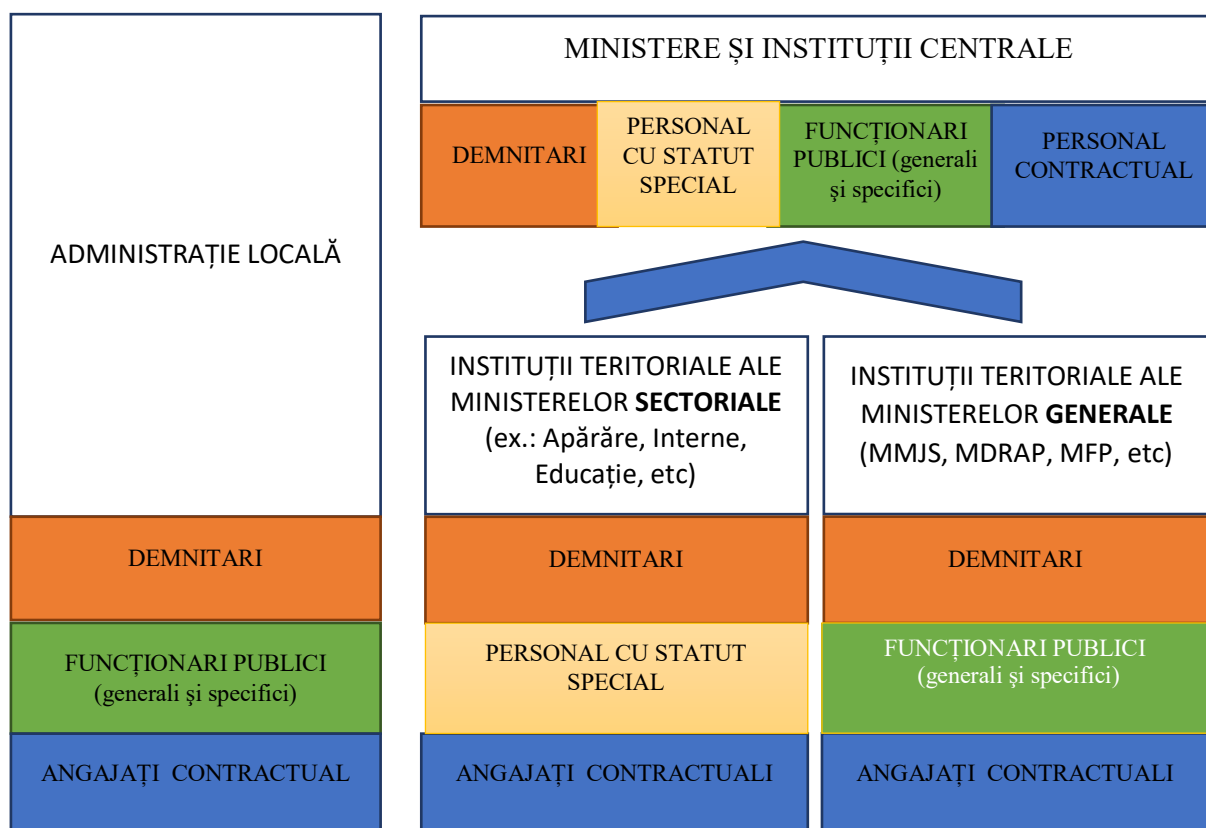 ADMINISTRAȚIE LOCALĂ
DEMNITARI
FUNCȚIONARI PUBLICI
(generali și specifici)
ANGAJAȚI CONTRACTUAL
MINISTERE ȘI INSTITUȚII CENTRALE
DEMNITARI
PERSONAL
CU STATUT
SPECIAL
FUNCȚIONARI
PUBLICI (generali
și specifici)
PERSONAL
CONTRACTUAL
INSTITUȚII TERITORIALE ALE
MINISTERELOR SECTORIALE
(ex.: Apărăre, Interne,
Educație, etc)
DEMNITARI
PERSONAL CU STATUT
SPECIAL
ANGAJAȚI CONTRACTUALI
INSTITUȚII TERITORIALE ALE
MINISTERELOR GENERALE
(MMJS, MDRAP, MFP, etc)
DEMNITARI
FUNCȚIONARI PUBLICI
(generali și specifici)
ANGAJAȚI CONTRACTUALI